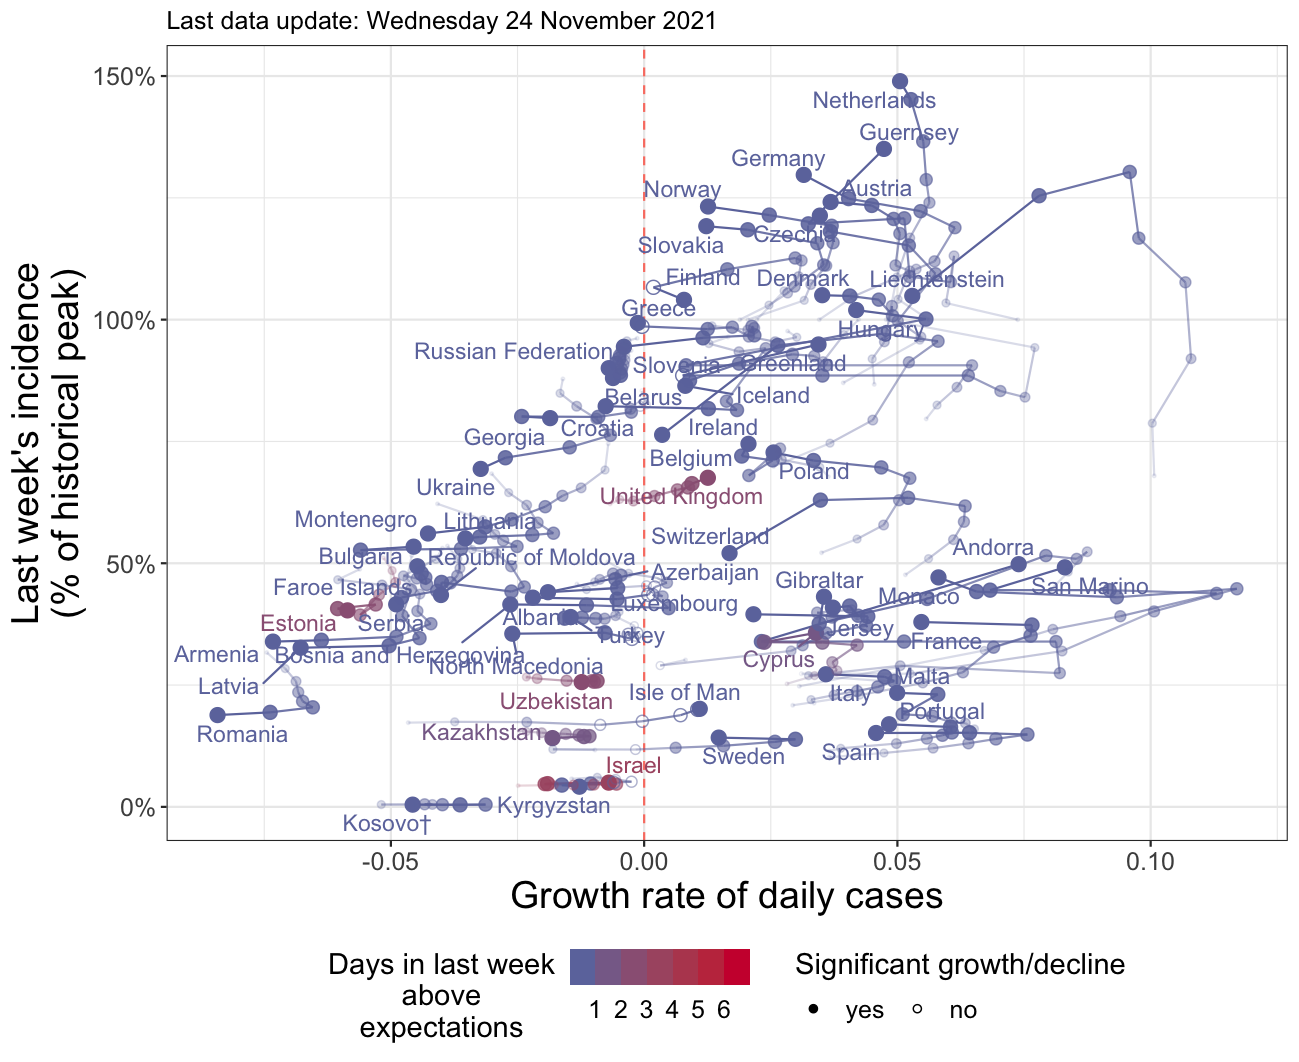 Last data update: Wednesday 24 November 2021
150%
Netherlands
Guernsey
Germany
Norway
Austria
Czechia
Slovakia
Finland
Denmark
Liechtenstein
Greece
100%
Hungary
Russian Federation
Slovenia
Greenland
Belarus
Iceland
Croatia
Ireland
Georgia
Belgium
Poland
Ukraine
United Kingdom
Montenegro
Lithuania
Switzerland
Bulgaria
Republic of Moldova
Andorra
50%
Azerbaijan
Gibraltar
San Marino
Faroe Islands
Monaco
Luxembourg
Estonia
Serbia
Albania
Turkey
Jersey
France
Armenia
Bosnia and Herzegovina
North Macedonia
Cyprus
Latvia
Malta
Uzbekistan
Isle of Man
Italy
Portugal
Romania
Kazakhstan
Sweden
Spain
Israel
0%
Kyrgyzstan
Kosovo†
Last week's incidence
(% of historical peak)
-0.05 0.00 0.05 0.10
Growth rate of daily cases
Days in last week
above
expectations
1 2 3 4 5 6
Significant growth/decline
yes no